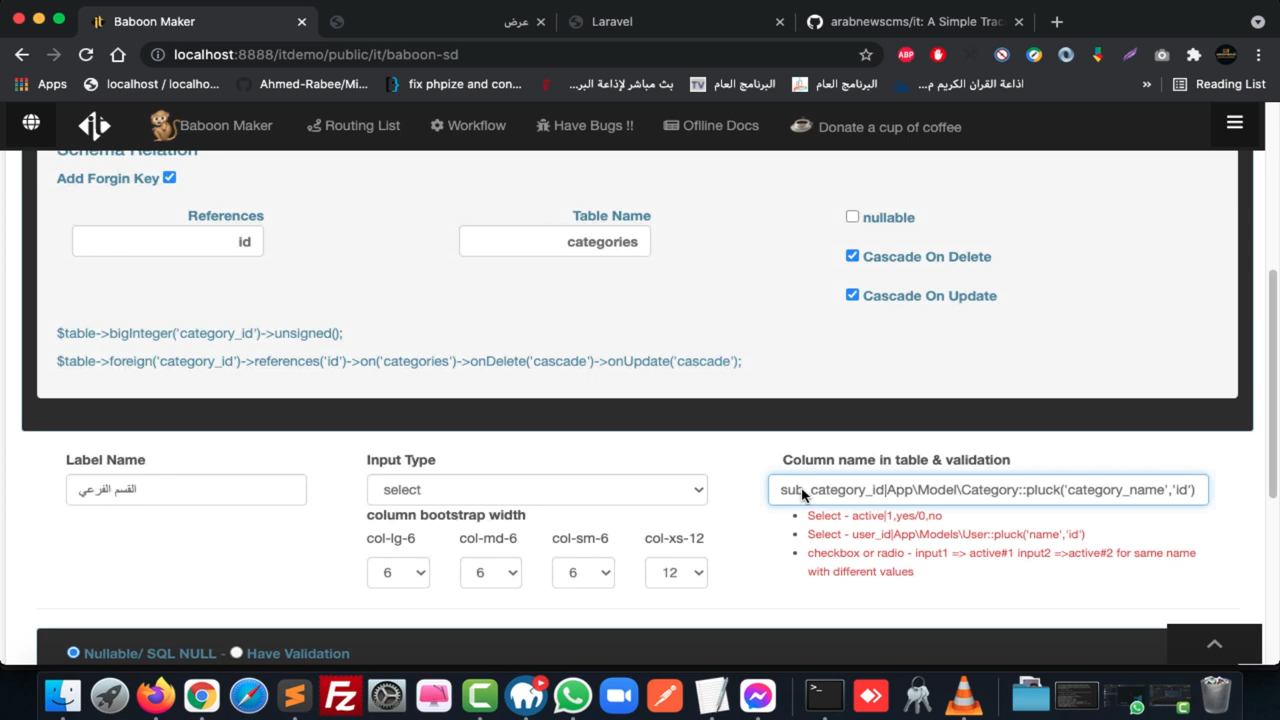 Baboon Maker
عرض
Laravel
arabnewscms/it: A Simple Trac
localhost:8888/itdemo/public/it/baboon-sd
ABP
Apps
localhost / localho...
Ahmed-Rabee/Mi...
fix phpize and con...
بث مباشر لإذاعة البر...
البرنامج العام
البرنامج العام
اذاعة القران الكريم م...
»
Reading List
Baboon Maker
Routing List
Workflow
Have Bugs !!
Oflline Docs
Donate a cup of coffee
Schema Relation
Add Forgin Key
References
Table Name
nullable
id
categories
Cascade On Delete
Cascade On Update
$table->bigInteger('category_id')->unsigned();
$table->foreign('category_id')->references('id')->on('categories')->onDelete('cascade')->onUpdate('cascade');
Label Name
Input Type
Column name in table & validation
القسم الفرعي
select
sub_category_id|App\Model\Category::pluck('category_name','id')
column bootstrap width
Select - active|1,yes/0,no
col-lg-6
col-md-6
col-sm-6
col-xs-12
Select - user_id|App\Models\User::pluck('name','id')
checkbox or radio - input1 => active#1 input2 =>active#2 for same name
with different values
6
6
6
12
Nullable/ SQL NULL -
Have Validation